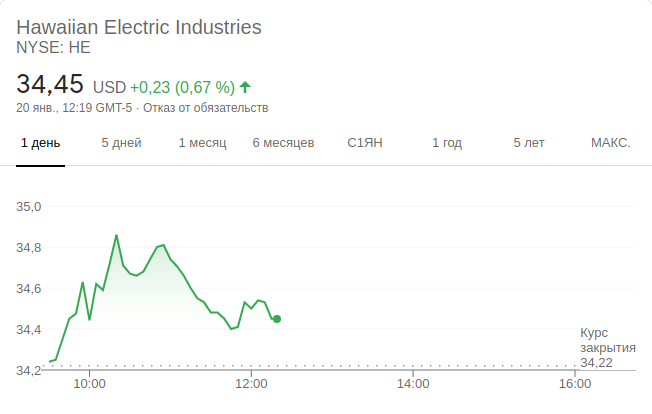 Hawaiian Electric Industries
NYSE: HE
34,45 USD +0,23 (0,67 %)
20 янв., 12:19 GMT-5 · Отказ от обязательств
1 день 5 дней 1 месяц 6 месяцев С1ЯН 1 год 5 лет МАКС.
35,0
34,8
34,6
34,4
34,2
Курс
закрытия
34,22
10:00 12:00 14:00 16:00